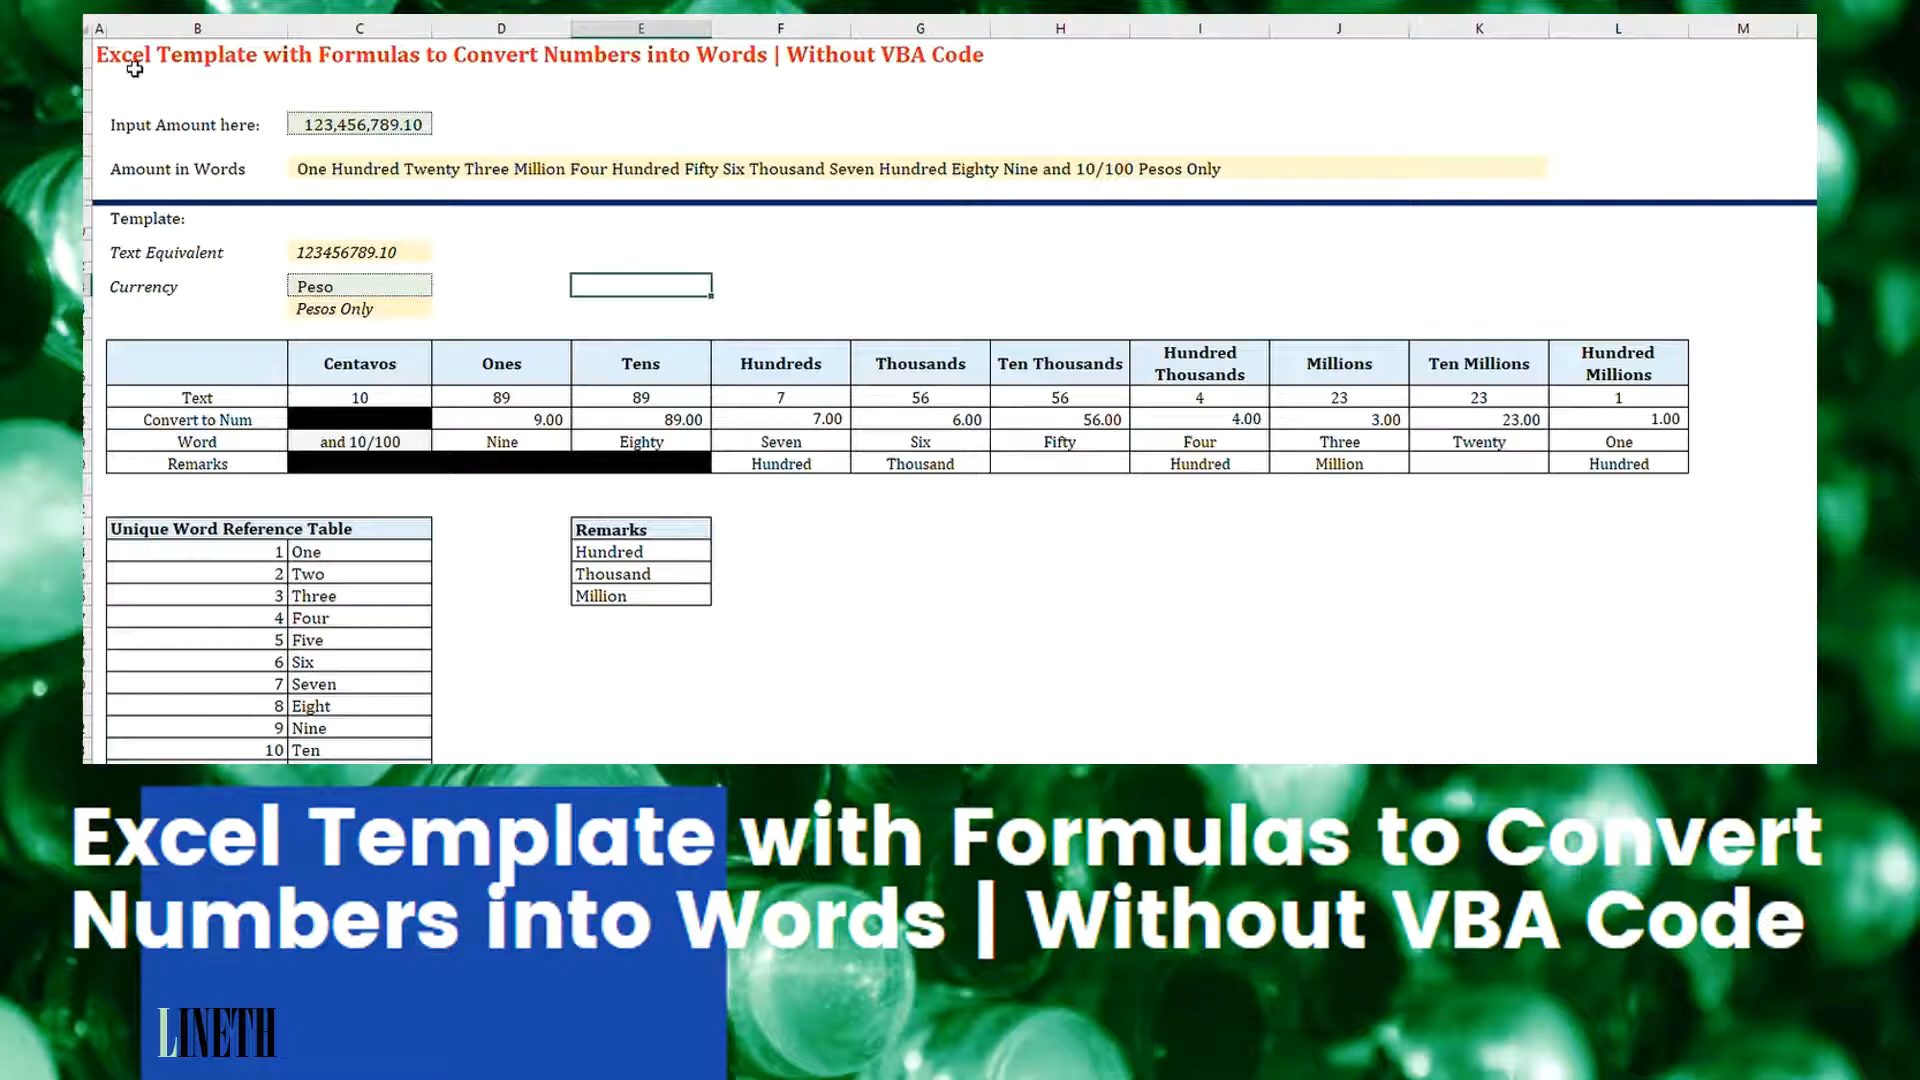 A B C D E F G H I J K L M
Excel Template with Formulas to Convert Numbers into Words | Without VBA Code
Input Amount here: 123,456,789.10
Amount in Words One Hundred Twenty Three Million Four Hundred Fifty Six Thousand Seven Hundred Eighty Nine and 10/100 Pesos Only
Template:
Text Equivalent 123456789.10
Currency Peso
Pesos Only
Centavos Ones Tens Hundreds Thousands Ten Thousands Hundred Thousands Millions Ten Millions Hundred Millions
Text 10 89 89 7 56 56 4 23 23 1
Convert to Num 9.00 89.00 7.00 6.00 56.00 4.00 3.00 23.00 1.00
Word and 10/100 Nine Eighty Seven Six Fifty Four Three Twenty One
Remarks Hundred Thousand Hundred Million Hundred
Unique Word Reference Table Remarks
1 One Hundred
2 Two Thousand
3 Three Million
4 Four
5 Five
6 Six
7 Seven
8 Eight
9 Nine
10 Ten
Excel Template with Formulas to Convert
Numbers into Words | Without VBA Code
LINETH